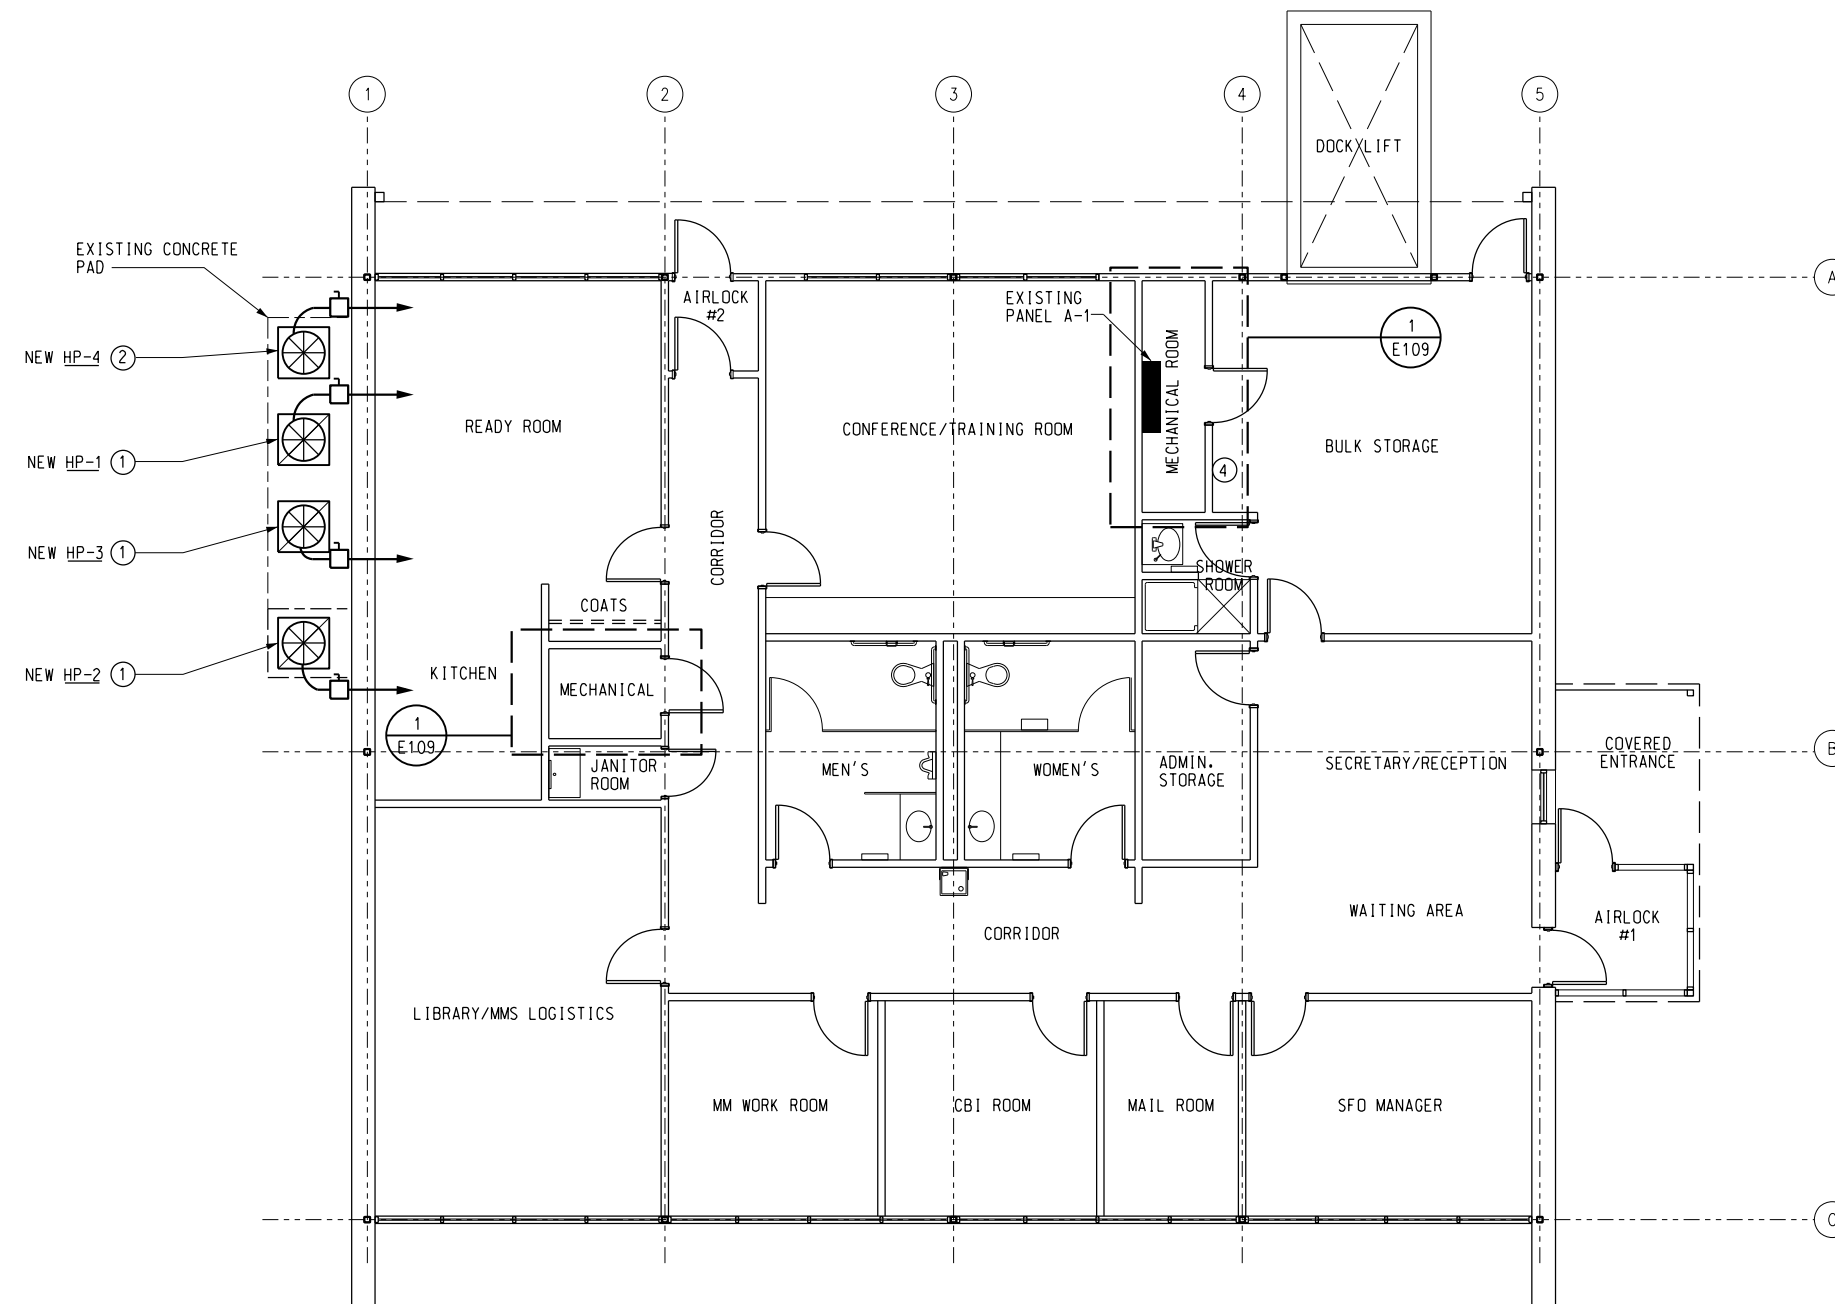 1
2
3
4
5
DOCK LIFT
EXISTING CONCRETE
PAD
A
AIRLOCK
#2
EXISTING
PANEL A-1
MECHANICAL ROOM
1
E109
NEW HP-4 2
READY ROOM
CONFERENCE/TRAINING ROOM
BULK STORAGE
NEW HP-1 1
4
CORRIDOR
NEW HP-3 1
SHOWER
ROOM
COATS
NEW HP-2 1
KITCHEN
MECHANICAL
1
E109
JANITOR
ROOM
MEN'S
WOMEN'S
ADMIN.
STORAGE
SECRETARY/RECEPTION
COVERED
ENTRANCE
B
WAITING AREA
AIRLOCK
#1
CORRIDOR
LIBRARY/MMS LOGISTICS
MM WORK ROOM
CBI ROOM
MAIL ROOM
SFO MANAGER